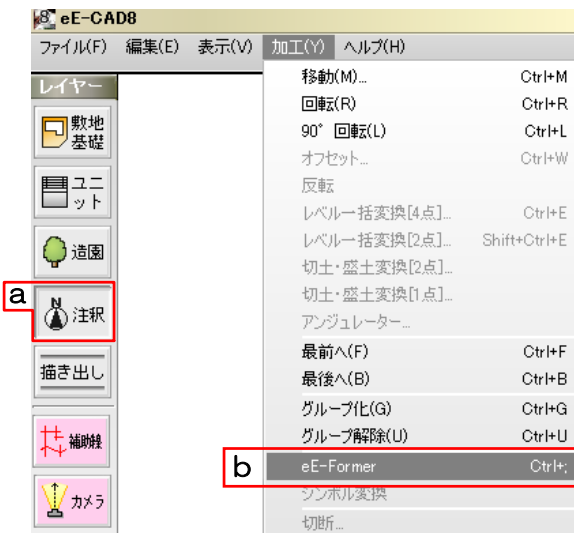 eE-CAD8
ファイル(F) 編集(E) 表示(V) 加工(Y) ヘルプ(H)
レイヤー
敷地
基礎
ユニ
ット
造園
a
N
注釈
描き出し
補助線
カメラ
移動(M)... Ctrl+M
回転(R) Ctrl+R
90° 回転(L) Ctrl+L
オフセット... Ctrl+W
反転
レベル一括変換[4点]... Ctrl+E
レベル一括変換[2点]... Shift+Ctrl+E
切土・盛土変換[2点]...
切土・盛土変換[1点]...
アンジュレーター...
最前へ(F) Ctrl+F
最後へ(B) Ctrl+B
グループ化(G) Ctrl+G
グループ解除(U) Ctrl+U
b
eE-Former Ctrl+;
シンボル変換
切断...